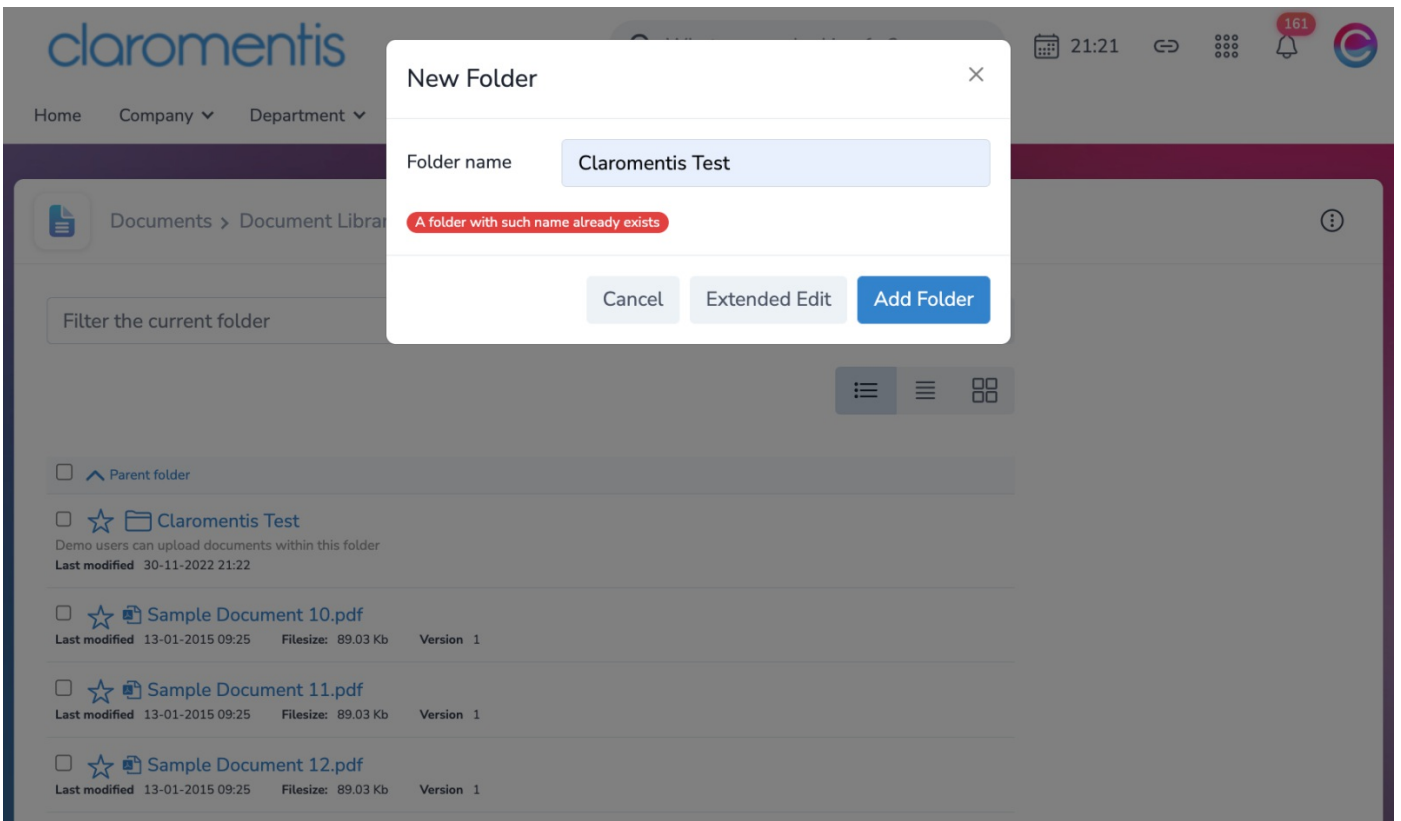 claromentis
21:21
161
Home Company Department
New Folder
Folder name Claromentis Test
A folder with such name already exists
Cancel Extended Edit Add Folder
Documents > Document Librar
Filter the current folder
Parent folder
Claromentis Test
Demo users can upload documents within this folder
Last modified 30-11-2022 21:22
Sample Document 10.pdf
Last modified 13-01-2015 09:25 Filesize: 89.03 Kb Version 1
Sample Document 11.pdf
Last modified 13-01-2015 09:25 Filesize: 89.03 Kb Version 1
Sample Document 12.pdf
Last modified 13-01-2015 09:25 Filesize: 89.03 Kb Version 1